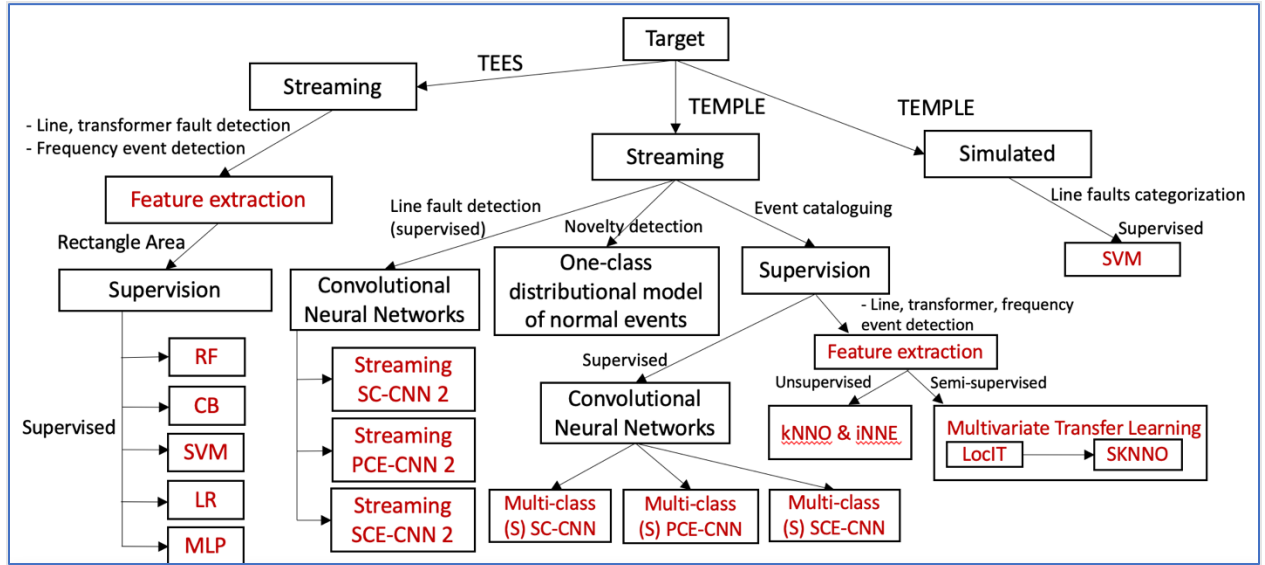 Target
TEES
Streaming
TEMPLE
TEMPLE
- Line, transformer fault detection
- Frequency event detection
Streaming
Simulated
Feature extraction
Line fault detection
(supervised)
Novelty detection
Event cataloguing
Line faults categorization
Supervised
Rectangle Area
SVM
Supervision
Convolutional
Neural Networks
One-class
distributional model
of normal events
Supervision
- Line, transformer, frequency
event detection
Supervised
Feature extraction
RF
Streaming
SC-CNN 2
Unsupervised
Semi-supervised
CB
Convolutional
Neural Networks
kNNO & iNNE
Multivariate Transfer Learning
LocIT
SKNNO
Supervised
SVM
Streaming
PCE-CNN 2
LR
Streaming
SCE-CNN 2
Multi-class
(S) SC-CNN
Multi-class
(S) PCE-CNN
Multi-class
(S) SCE-CNN
MLP